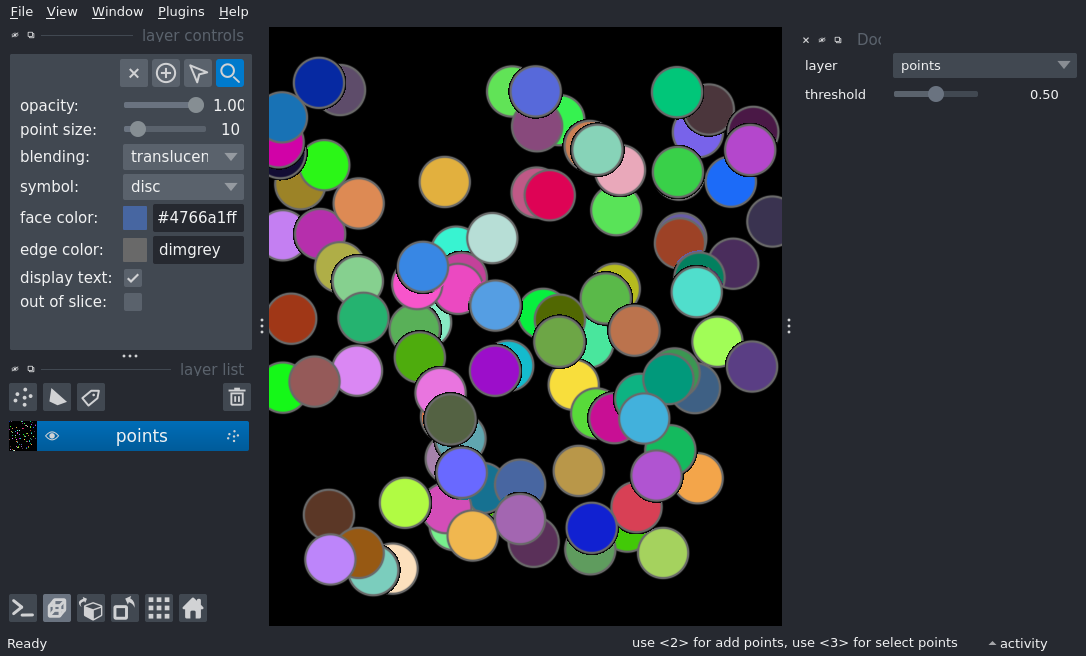 File View Window Plugins Help
layer controls
opacity: 1.00
point size: 10
blending: translucen
symbol: disc
face color: #4766a1ff
edge color: dimgrey
display text:
out of slice:
layer list
points
Doc
layer points
threshold 0.50
Ready
use <2> for add points, use <3> for select points
activity